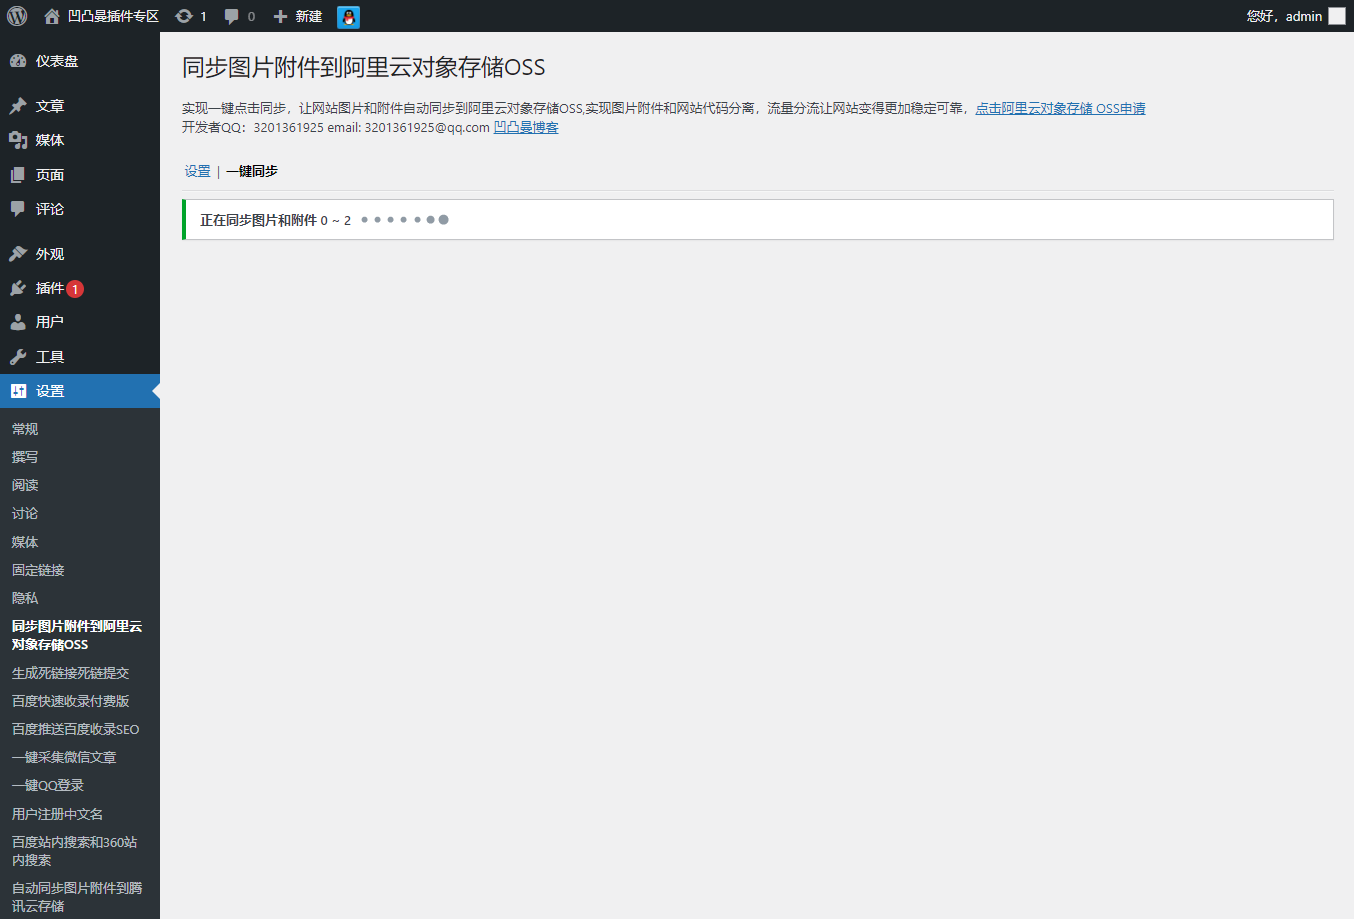 凹凸曼插件专区 1 0 新建 您好，admin
仪表盘
文章
媒体
页面
评论
外观
插件 1
用户
工具
设置
常规
撰写
阅读
讨论
媒体
固定链接
隐私
同步图片附件到阿里云
对象存储OSS
生成死链接死链提交
百度快速收录付费版
百度推送百度收录SEO
一键采集微信文章
一键QQ登录
用户注册中文名
百度站内搜索和360站
内搜索
自动同步图片附件到腾
讯云存储
同步图片附件到阿里云对象存储OSS
实现一键点击同步，让网站图片和附件自动同步到阿里云对象存储OSS,实现图片附件和网站代码分离，流量分流让网站变得更加稳定可靠，点击阿里云对象存储 OSS申请
开发者QQ：3201361925 email: 3201361925@qq.com 凹凸曼博客
设置 | 一键同步
正在同步图片和附件 0 ~ 2